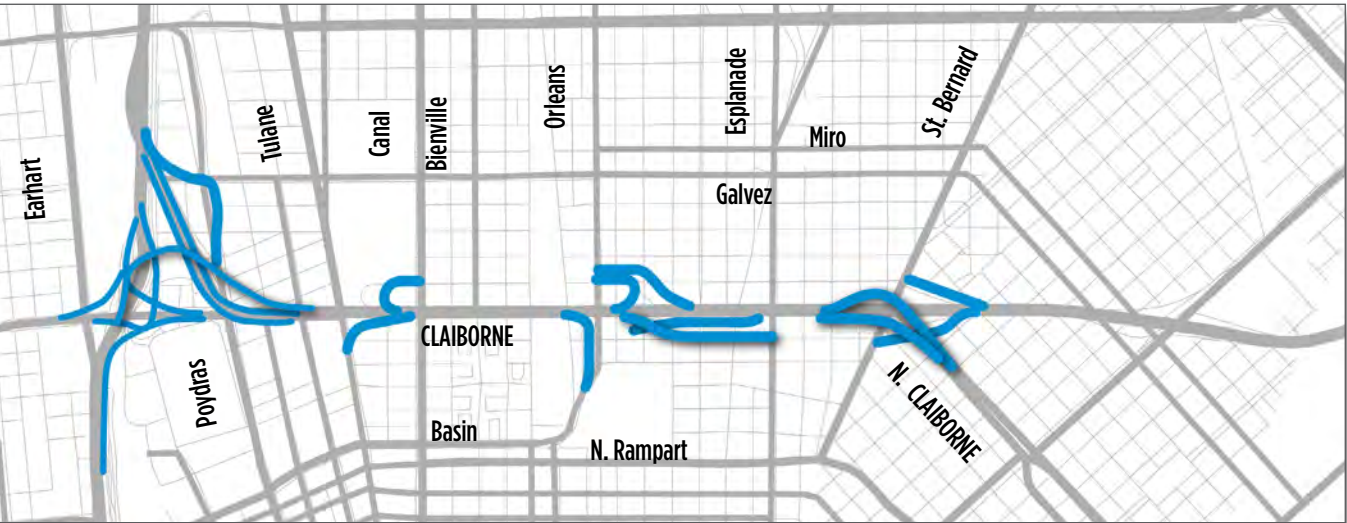 Earhart
Tulane
Canal
Bienville
Orleans
Esplanade
Miro
St. Bernard
Galvez
CLAIBORNE
Poydras
Basin
N. Rampart
N. CLAIBORNE